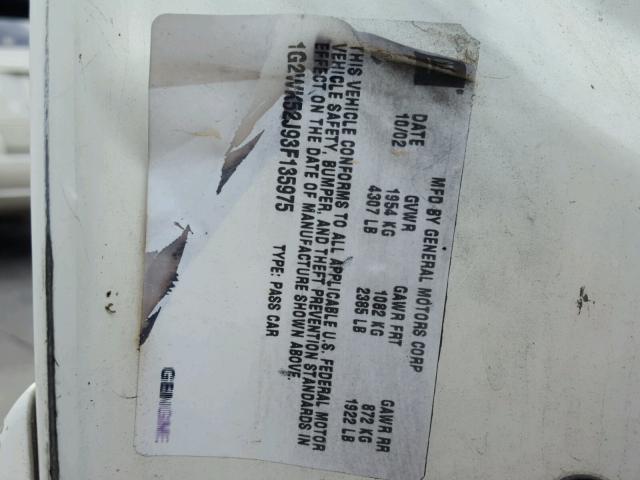 MFD BY GENERAL MOTORS CORP
DATE GVWR GAWR FRT GAWR RR
10/02 1954 KG 1082 KG 872 KG
4307 LB 2385 LB 1922 LB
THIS VEHICLE CONFORMS TO ALL APPLICABLE U.S. FEDERAL MOTOR
VEHICLE SAFETY, BUMPER, AND THEFT PREVENTION STANDARDS IN
EFFECT ON THE DATE OF MANUFACTURE SHOWN ABOVE.
1G2WK52J93F135975 TYPE: PASS CAR